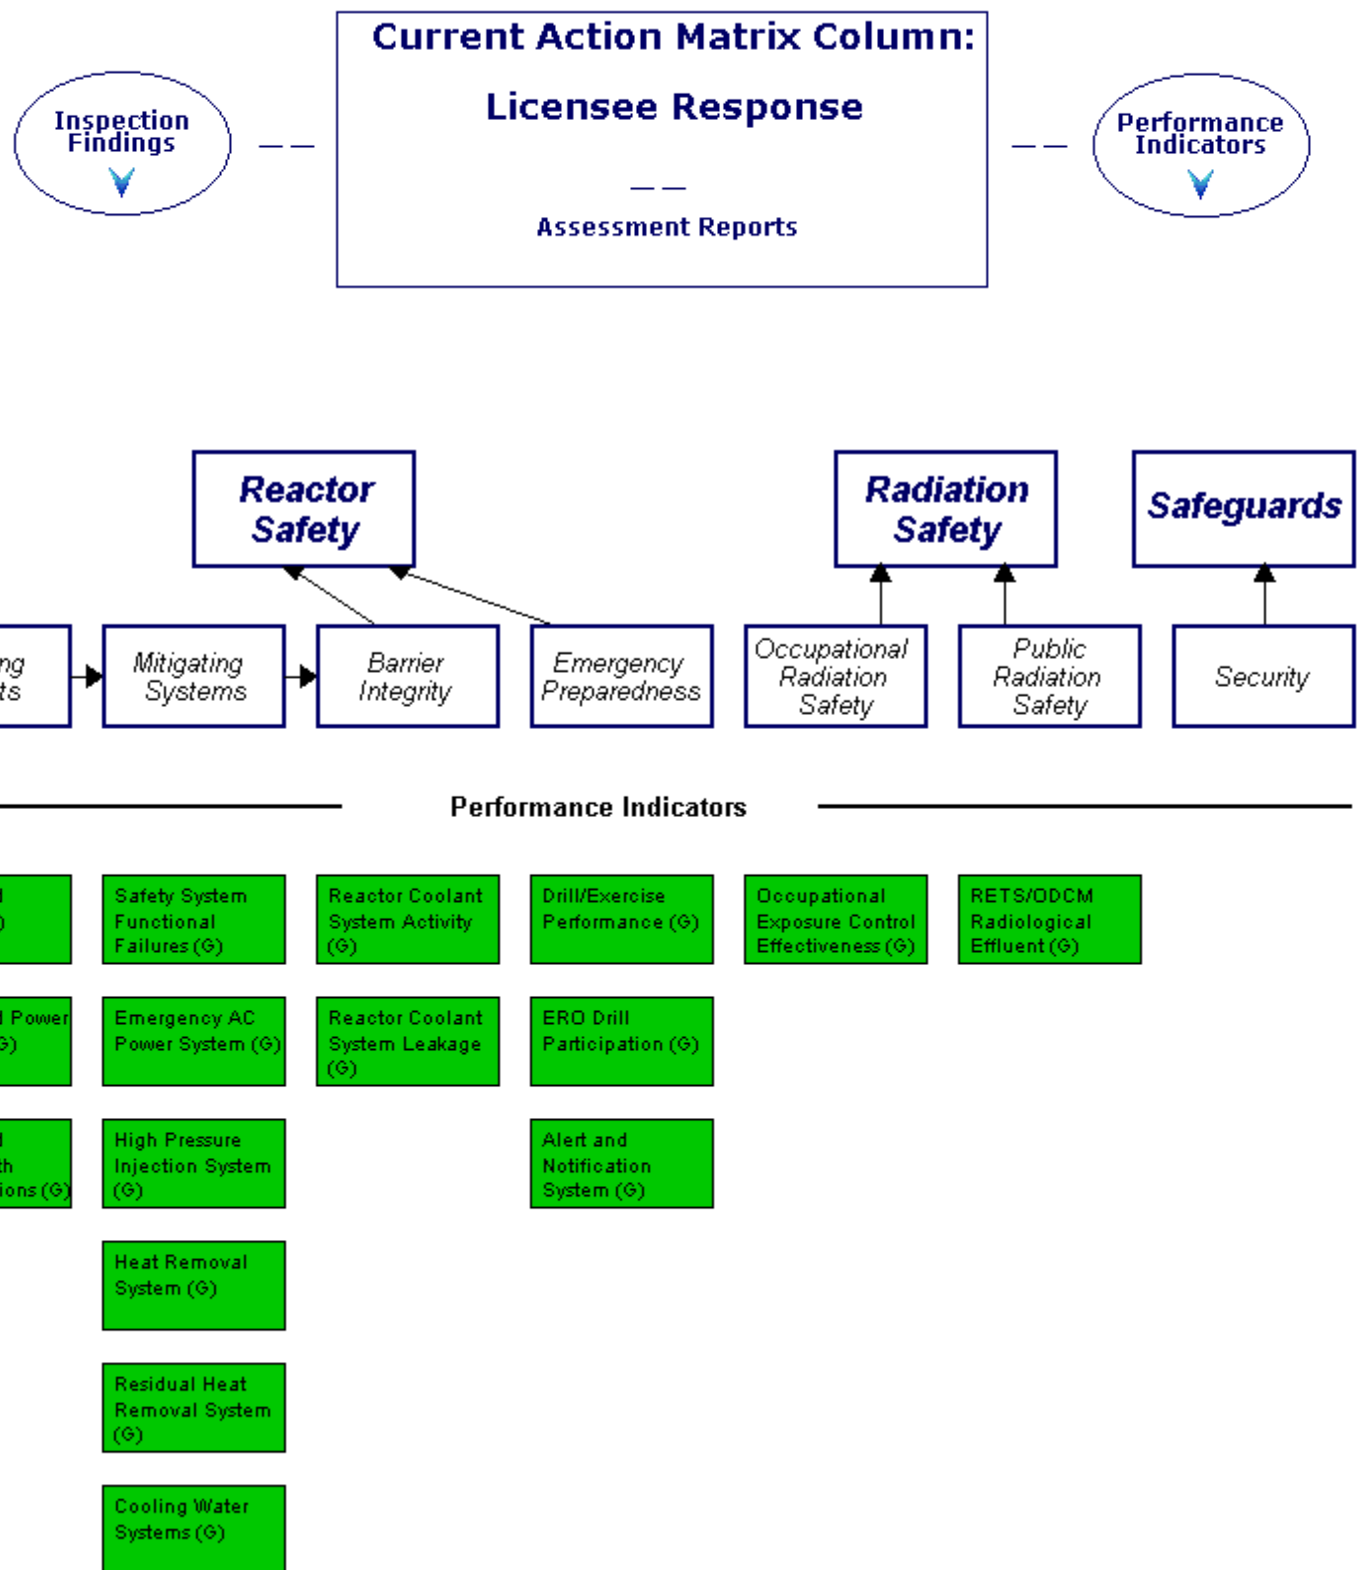 Current Action Matrix Column:
Licensee Response
Inspection
Findings
Performance
Indicators
Assessment Reports
Reactor
Safety
Radiation
Safety
Safeguards
Mitigating
Systems
Barrier
Integrity
Emergency
Preparedness
Occupational
Radiation
Safety
Public
Radiation
Safety
Security
Performance Indicators
Safety System
Functional
Failures (G)
Reactor Coolant
System Activity
(G)
Drill/Exercise
Performance (G)
Occupational
Exposure Control
Effectiveness (G)
RETS/ODCM
Radiological
Effluent (G)
Power
Emergency AC
Power System (G)
Reactor Coolant
System Leakage
(G)
ERO Drill
Participation (G)
(G)
High Pressure
Injection System
(G)
Alert and
Notification
System (G)
Heat Removal
System (G)
Residual Heat
Removal System
(G)
Cooling Water
Systems (G)